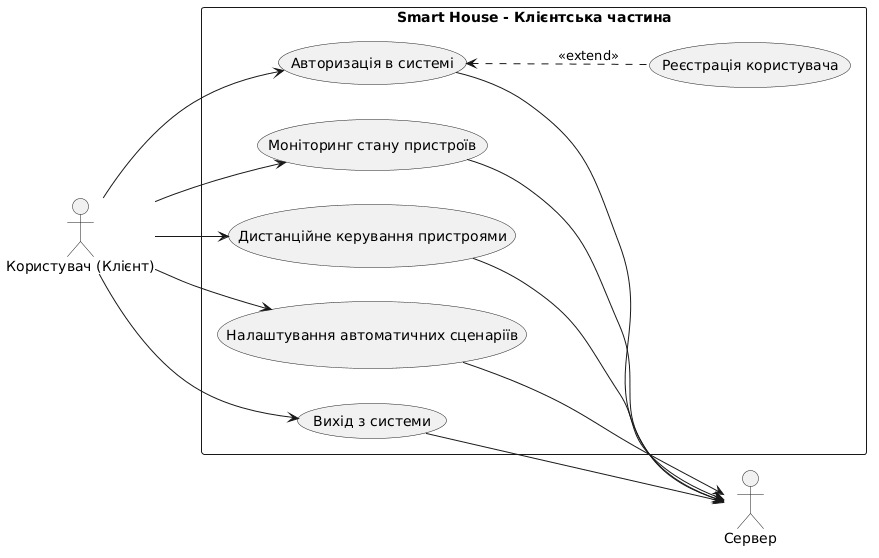 Smart House - Клієнтська частина
«extend»
Авторизація в системі
Реєстрація користувача
Моніторинг стану пристроїв
Дистанційне керування пристроями
Користувач (Клієнт)
Налаштування автоматичних сценаріїв
Вихід з системи
Сервер